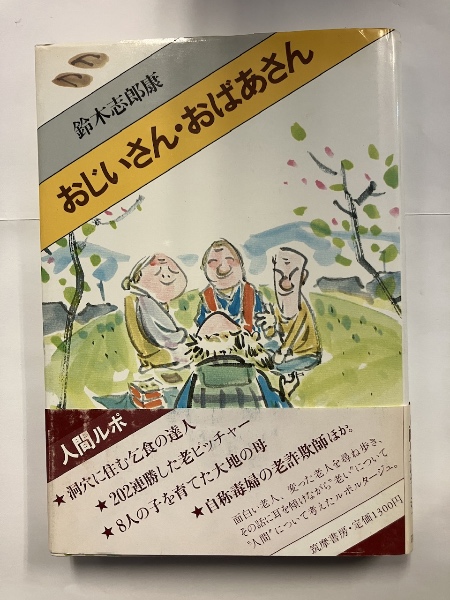 鈴木志郎康
おじいさん・おばあさん
人間ルポ
★洞穴に住む乞食の達人
★202連勝した老ピッチャー
★8人の子を育てた大地の母
★自称毒婦の老詐欺師ほか。
面白い老人、変った老人を尋ね歩き、
その話に耳を傾けながら“老い”について
“人間”について考えたルポルタージュ。
筑摩書房・定価1300円